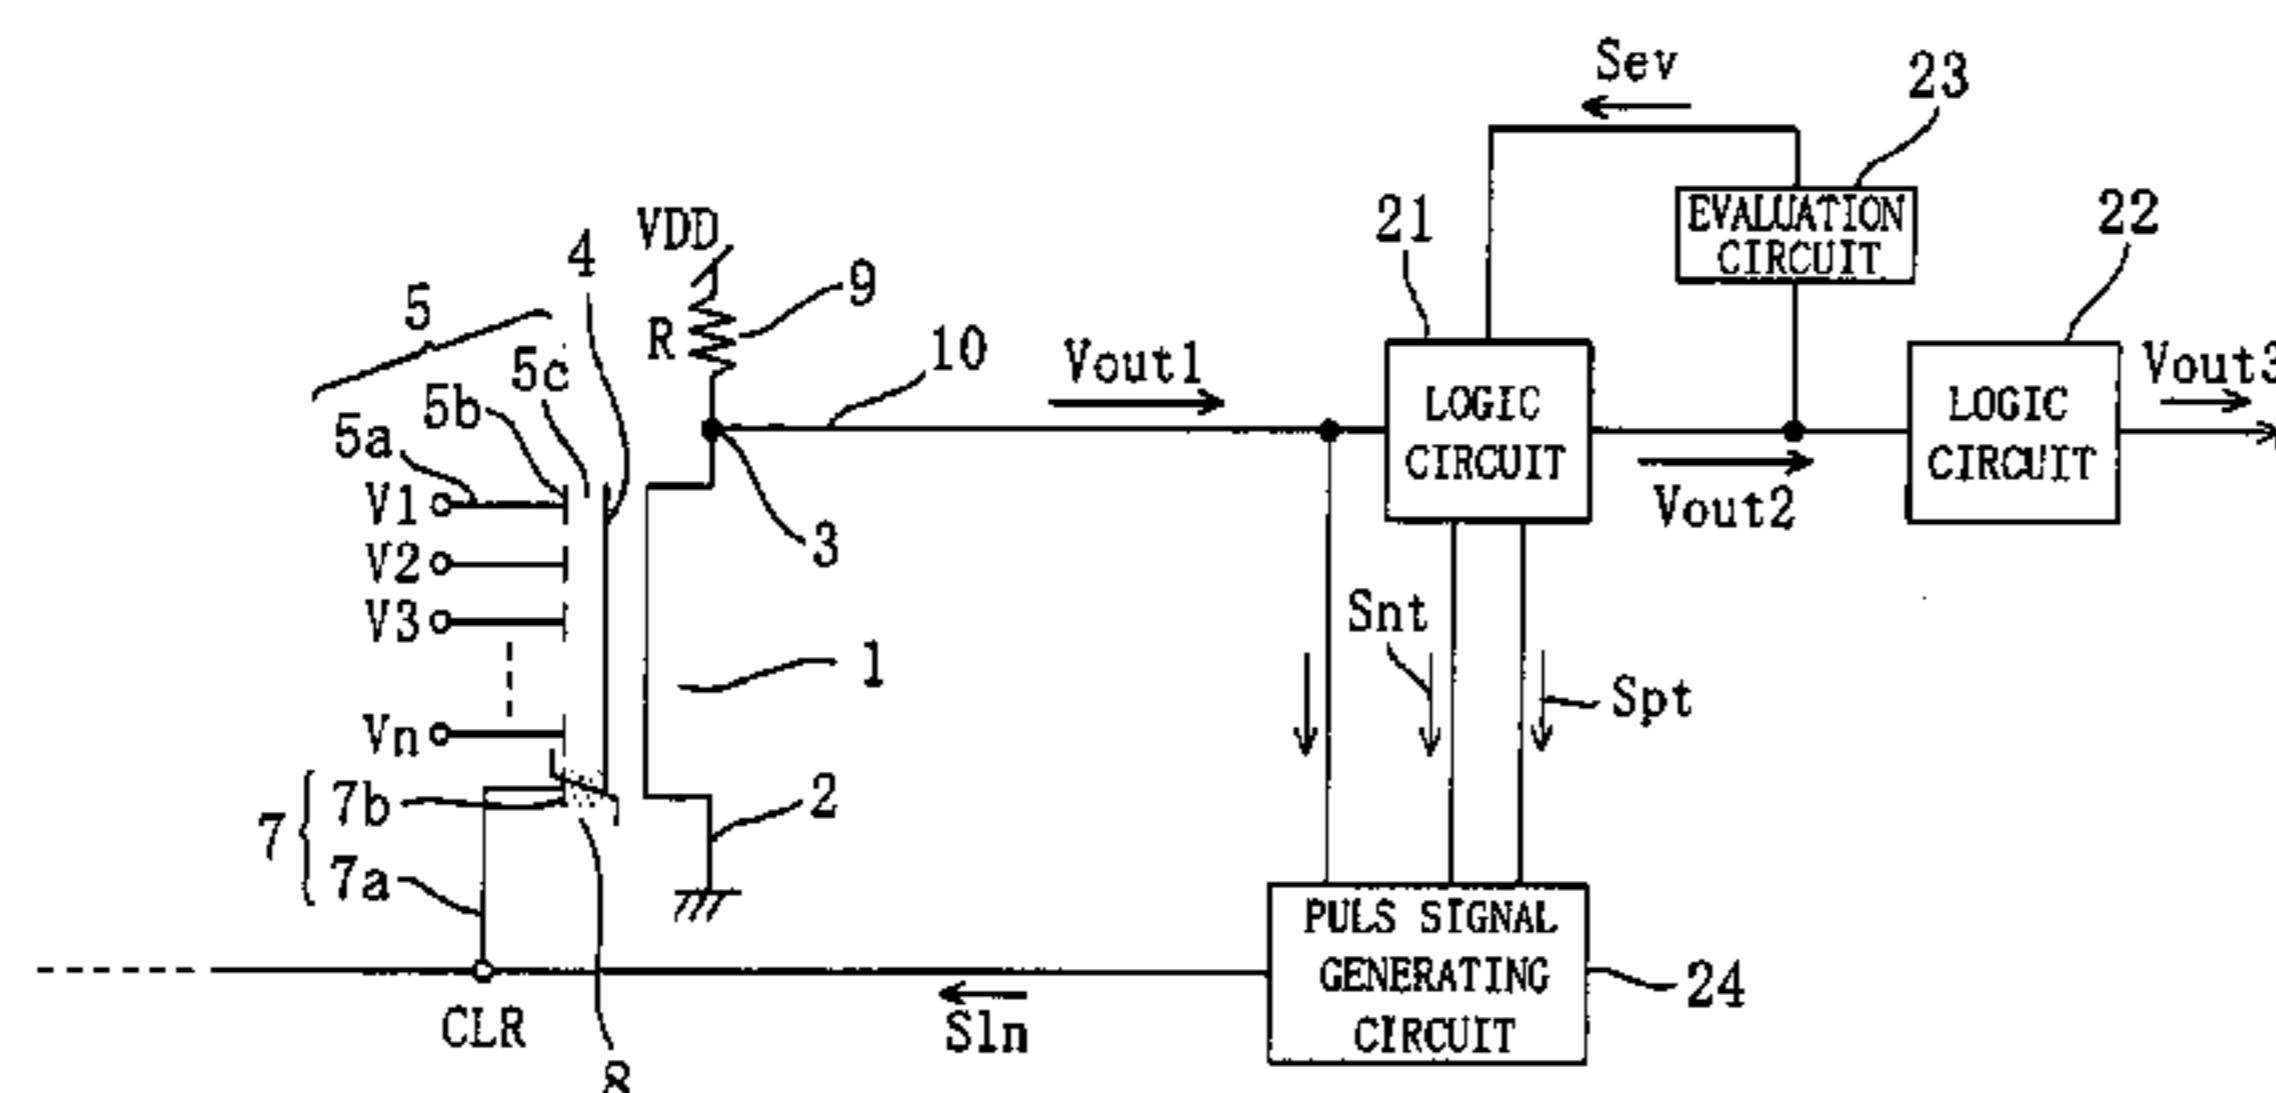 Sev
23
EVALUATION
CIRCUIT
22
21
VDD
4
9
R
5
10
Vout1
Vout3
5c
5b
5a
LOGIC
CIRCUIT
LOGIC
CIRCUIT
Vout2
V1
V2
V3
Vn
3
1
Snt
Spt
2
7
7b
7a
PULS SIGNAL
GENERATING
CIRCUIT
24
CLR
Sln
8